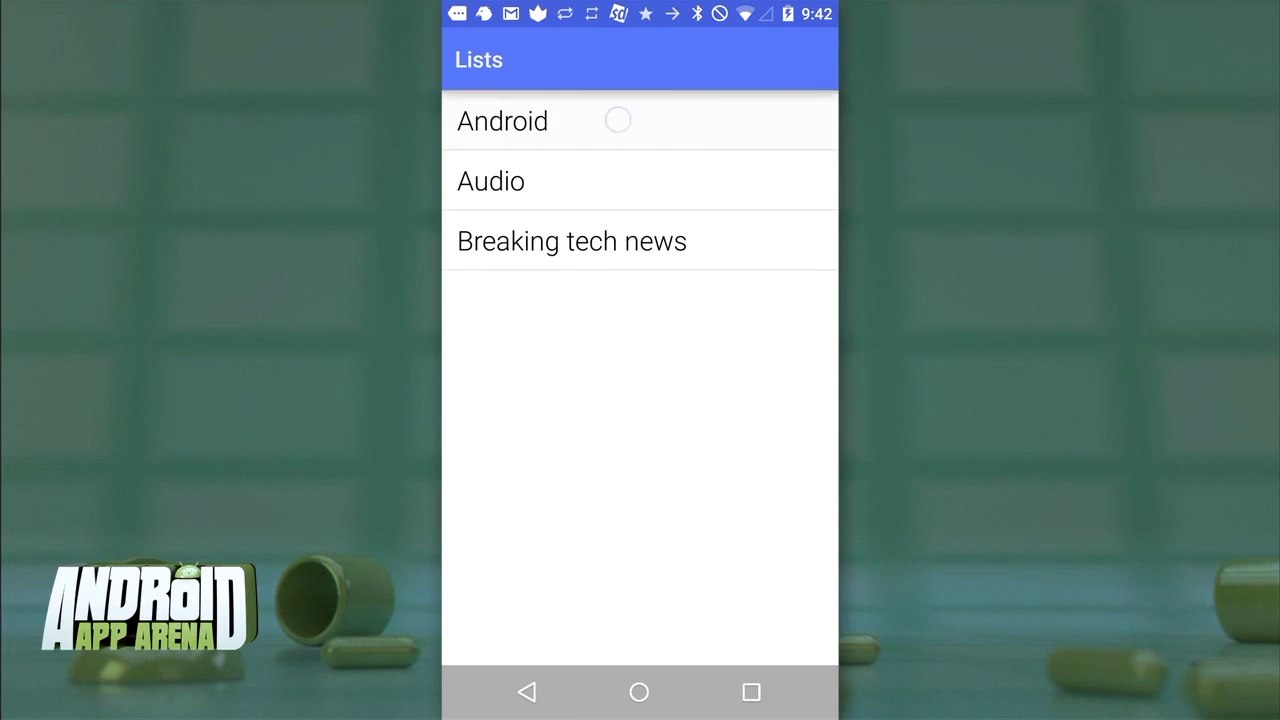 9:42
Lists
Android
Audio
Breaking tech news
ANDROID
APP ARENA